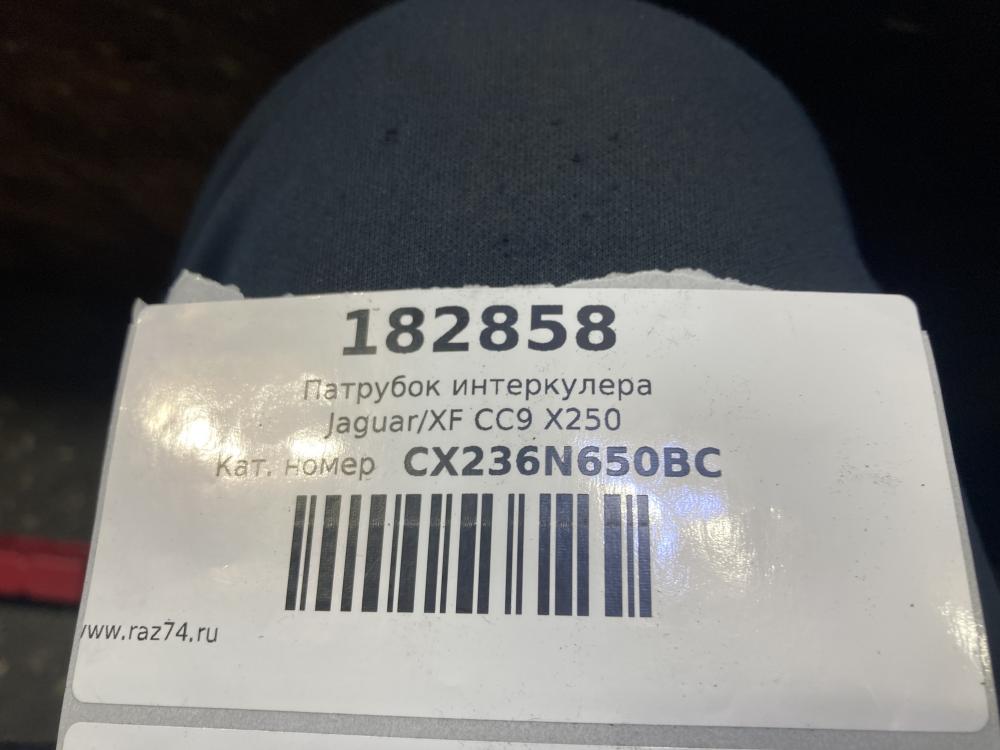 182858
Патрубок интеркулера
Jaguar/XF CC9 X250
Кат. номер CX236N650BC
www.raz74.ru